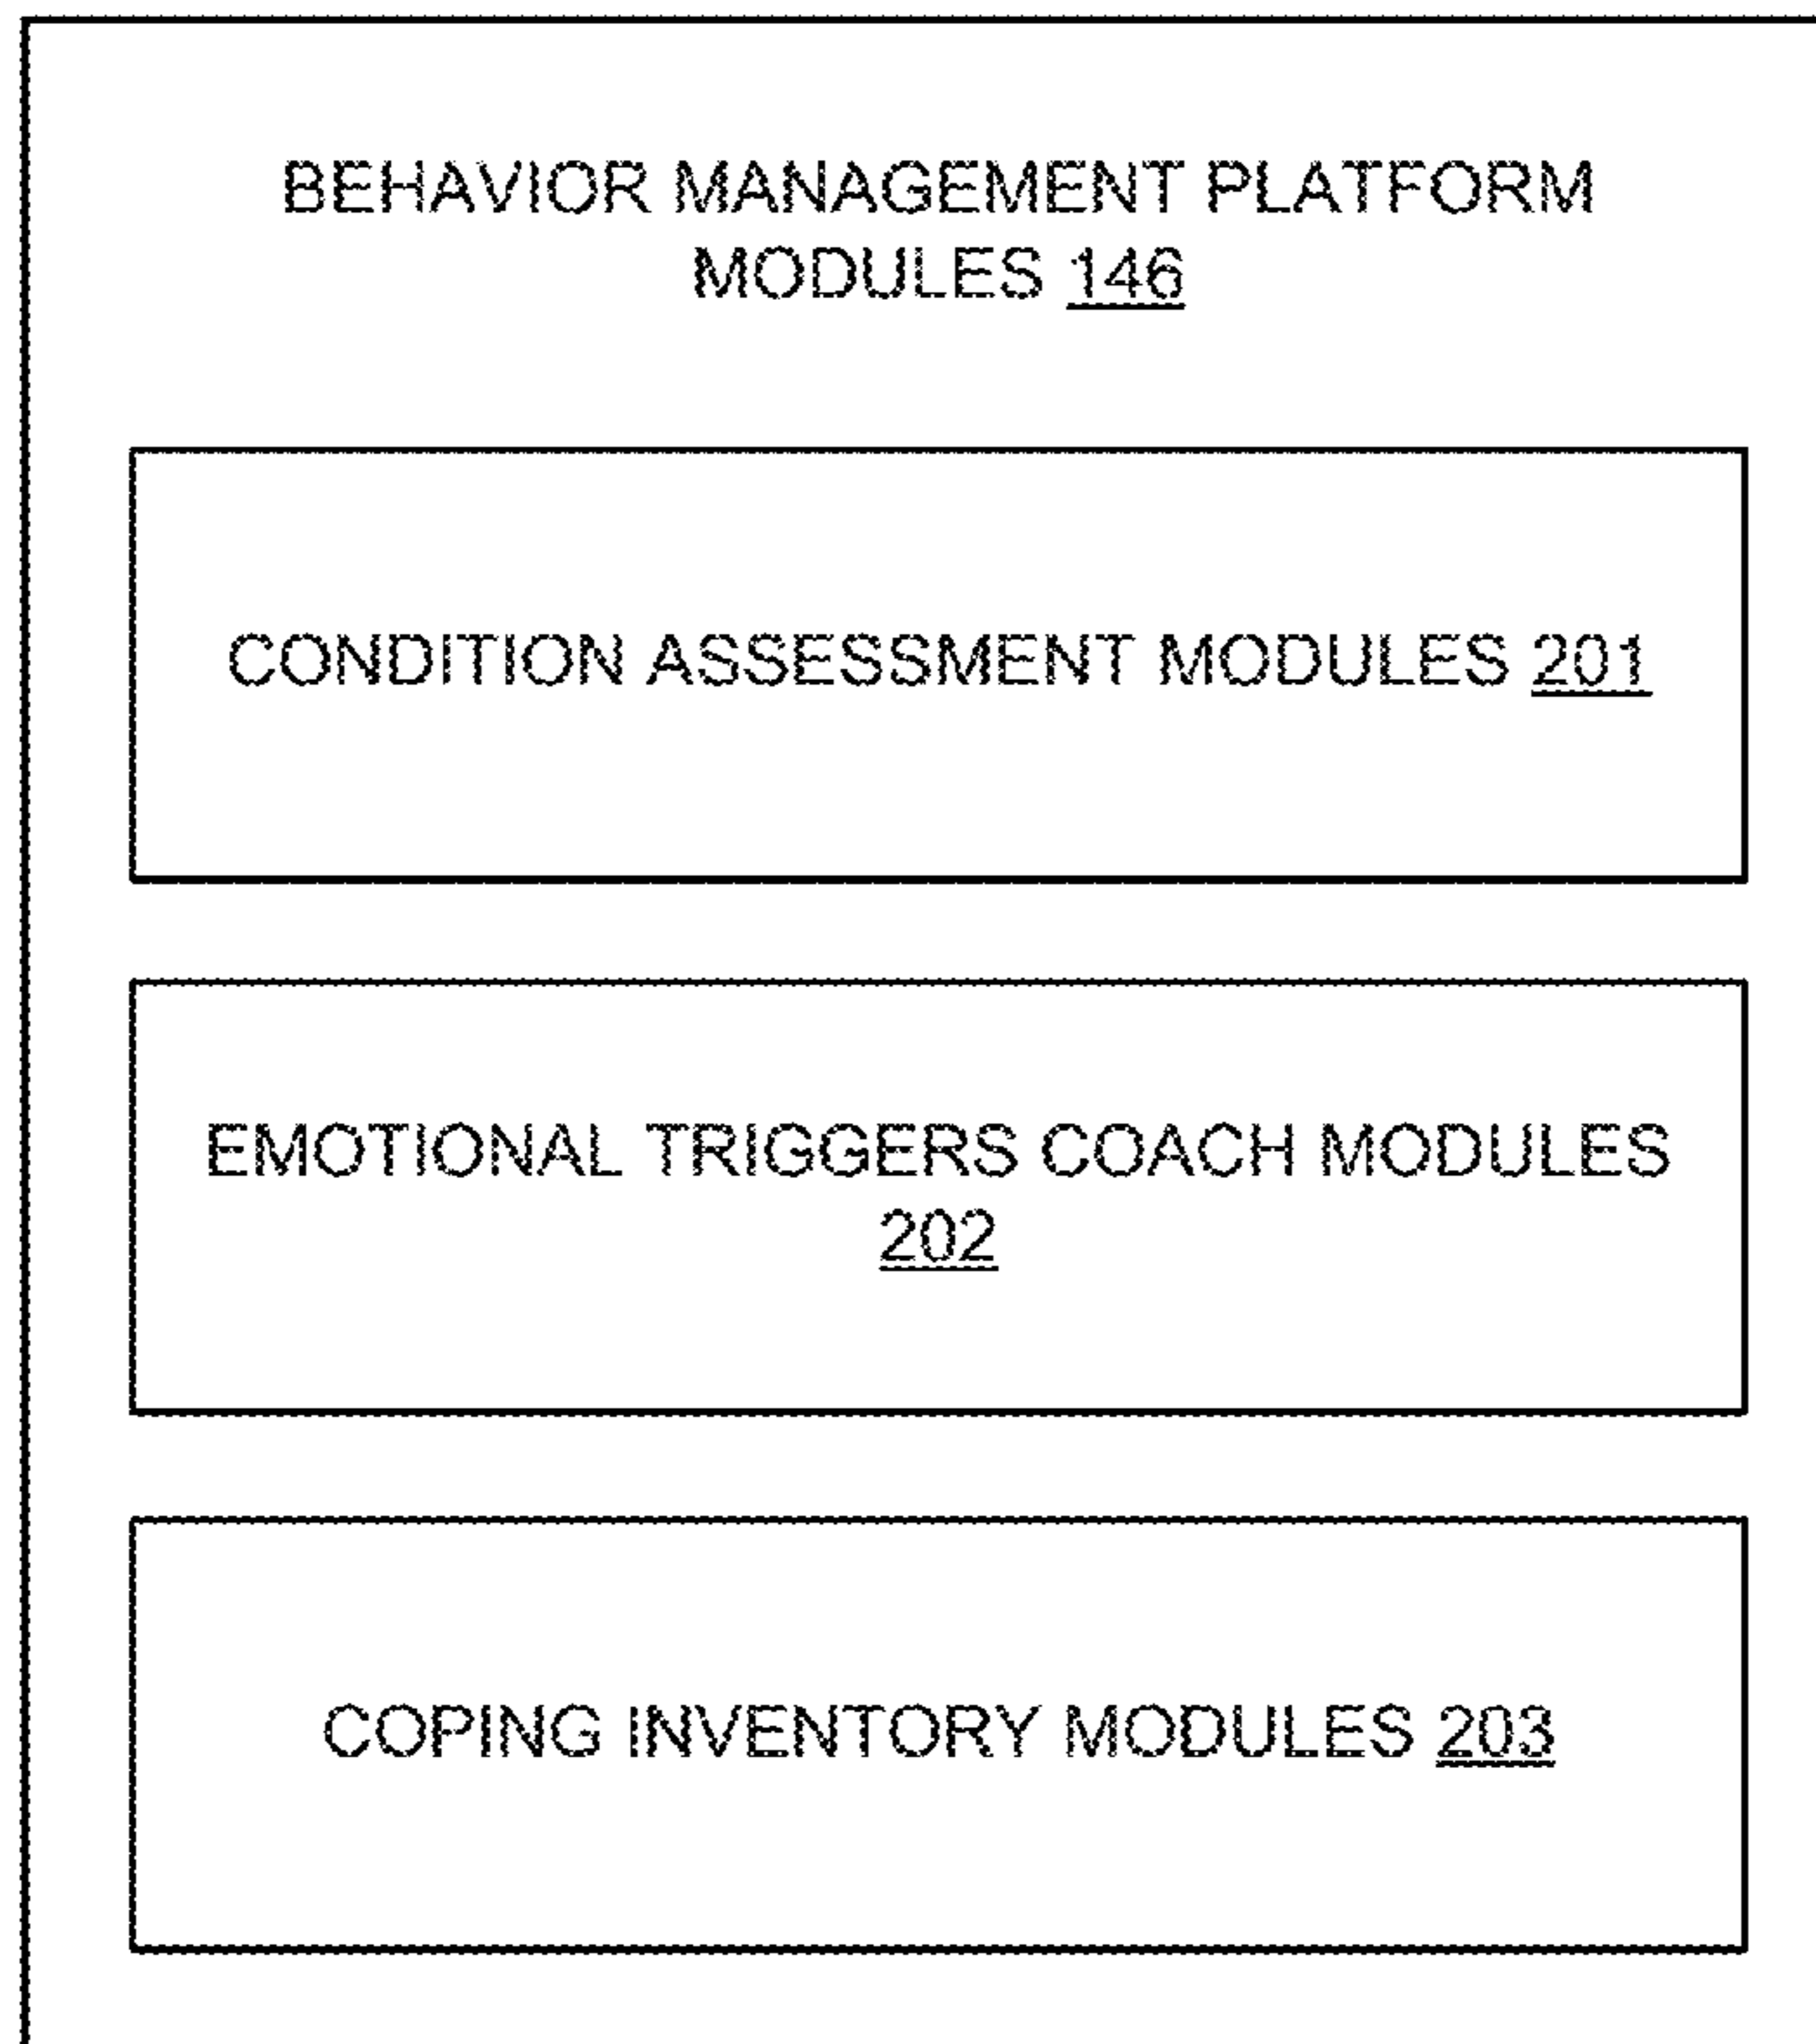 BEHAVIOR MANAGEMENT PLATFORM
MODULES 146
CONDITION ASSESSMENT MODULES 201
EMOTIONAL TRIGGERS COACH MODULES
202
COPING INVENTORY MODULES 203